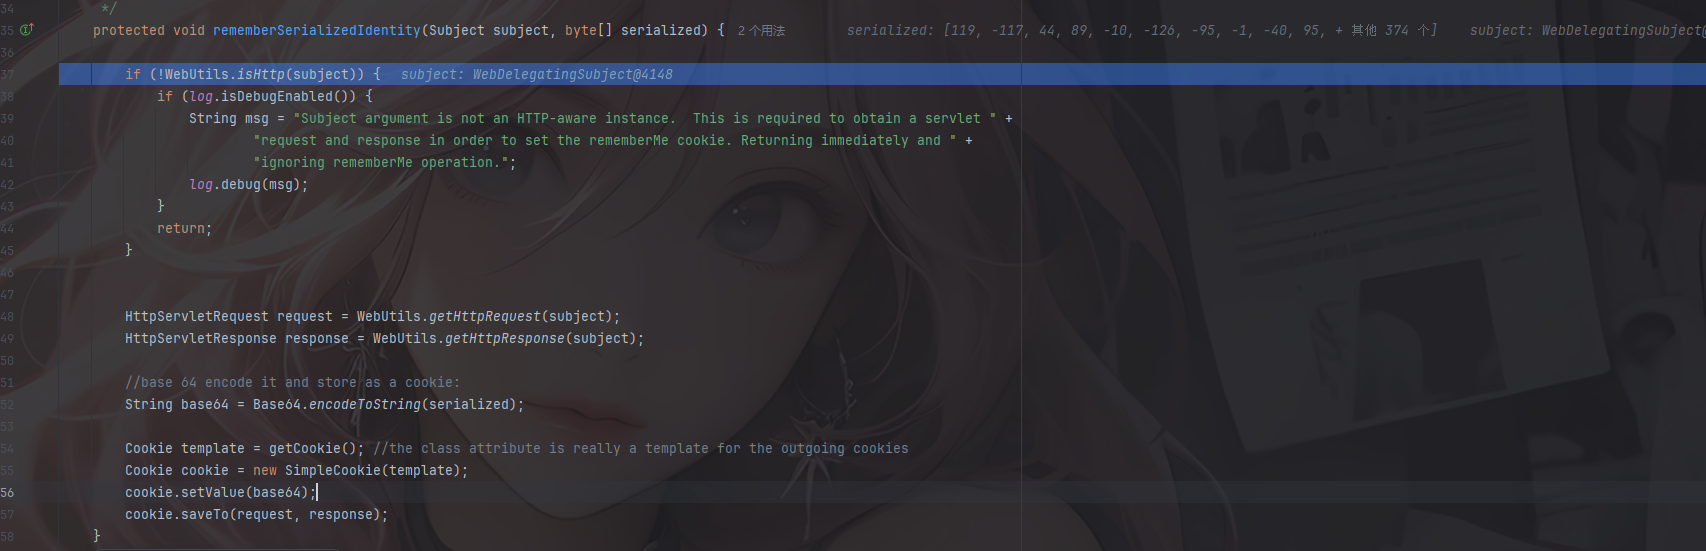 34 */
35 protected void rememberSerializedIdentity(Subject subject, byte[] serialized) { 2个用法 serialized: [119, -117, 44, 89, -10, -126, -95, -1, -40, 95, + 其他 374 个] subject: WebDelegatingSubject@
36
37 if (!WebUtils.isHttp(subject)) { subject: WebDelegatingSubject@4148
38 if (log.isDebugEnabled()) {
39 String msg = "Subject argument is not an HTTP-aware instance.  This is required to obtain a servlet " +
40 "request and response in order to set the rememberMe cookie. Returning immediately and " +
41 "ignoring rememberMe operation.";
42 log.debug(msg);
43 }
44 return;
45 }
46
47
48 HttpServletRequest request = WebUtils.getHttpRequest(subject);
49 HttpServletResponse response = WebUtils.getHttpResponse(subject);
50
51 //base 64 encode it and store as a cookie:
52 String base64 = Base64.encodeToString(serialized);
53
54 Cookie template = getCookie(); //the class attribute is really a template for the outgoing cookies
55 Cookie cookie = new SimpleCookie(template);
56 cookie.setValue(base64);
57 cookie.saveTo(request, response);
58 }